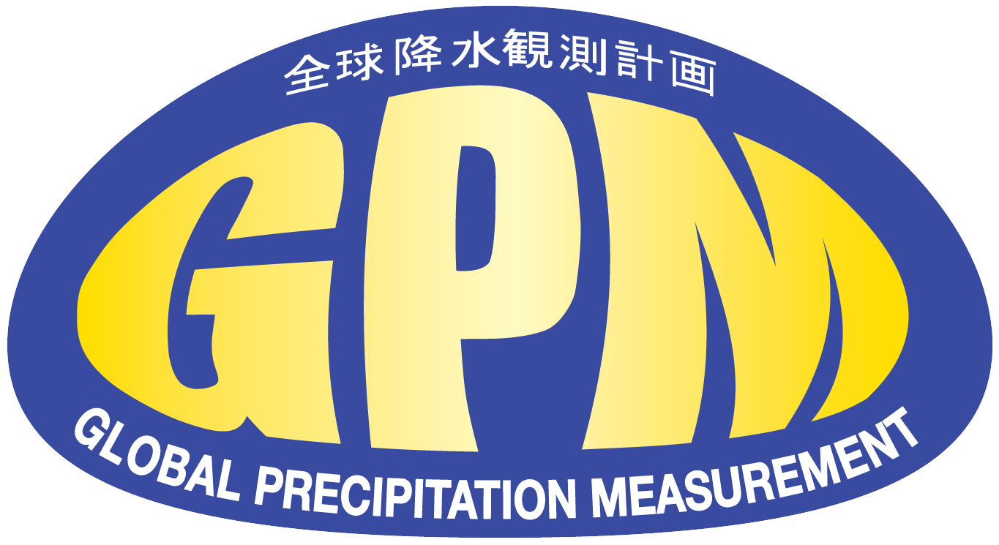 全球降水観測計画
GPM
GLOBAL PRECIPITATION MEASUREMENT